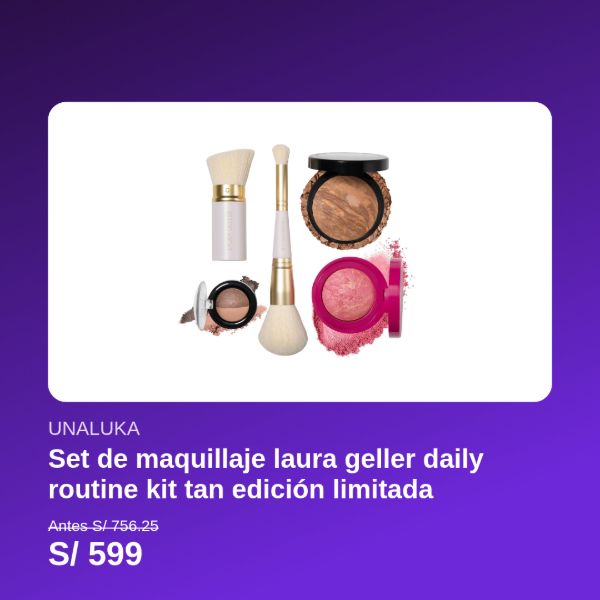 UNALUKA
Set de maquillaje laura geller daily
routine kit tan edición limitada
Antes S/ 756.25
S/ 599